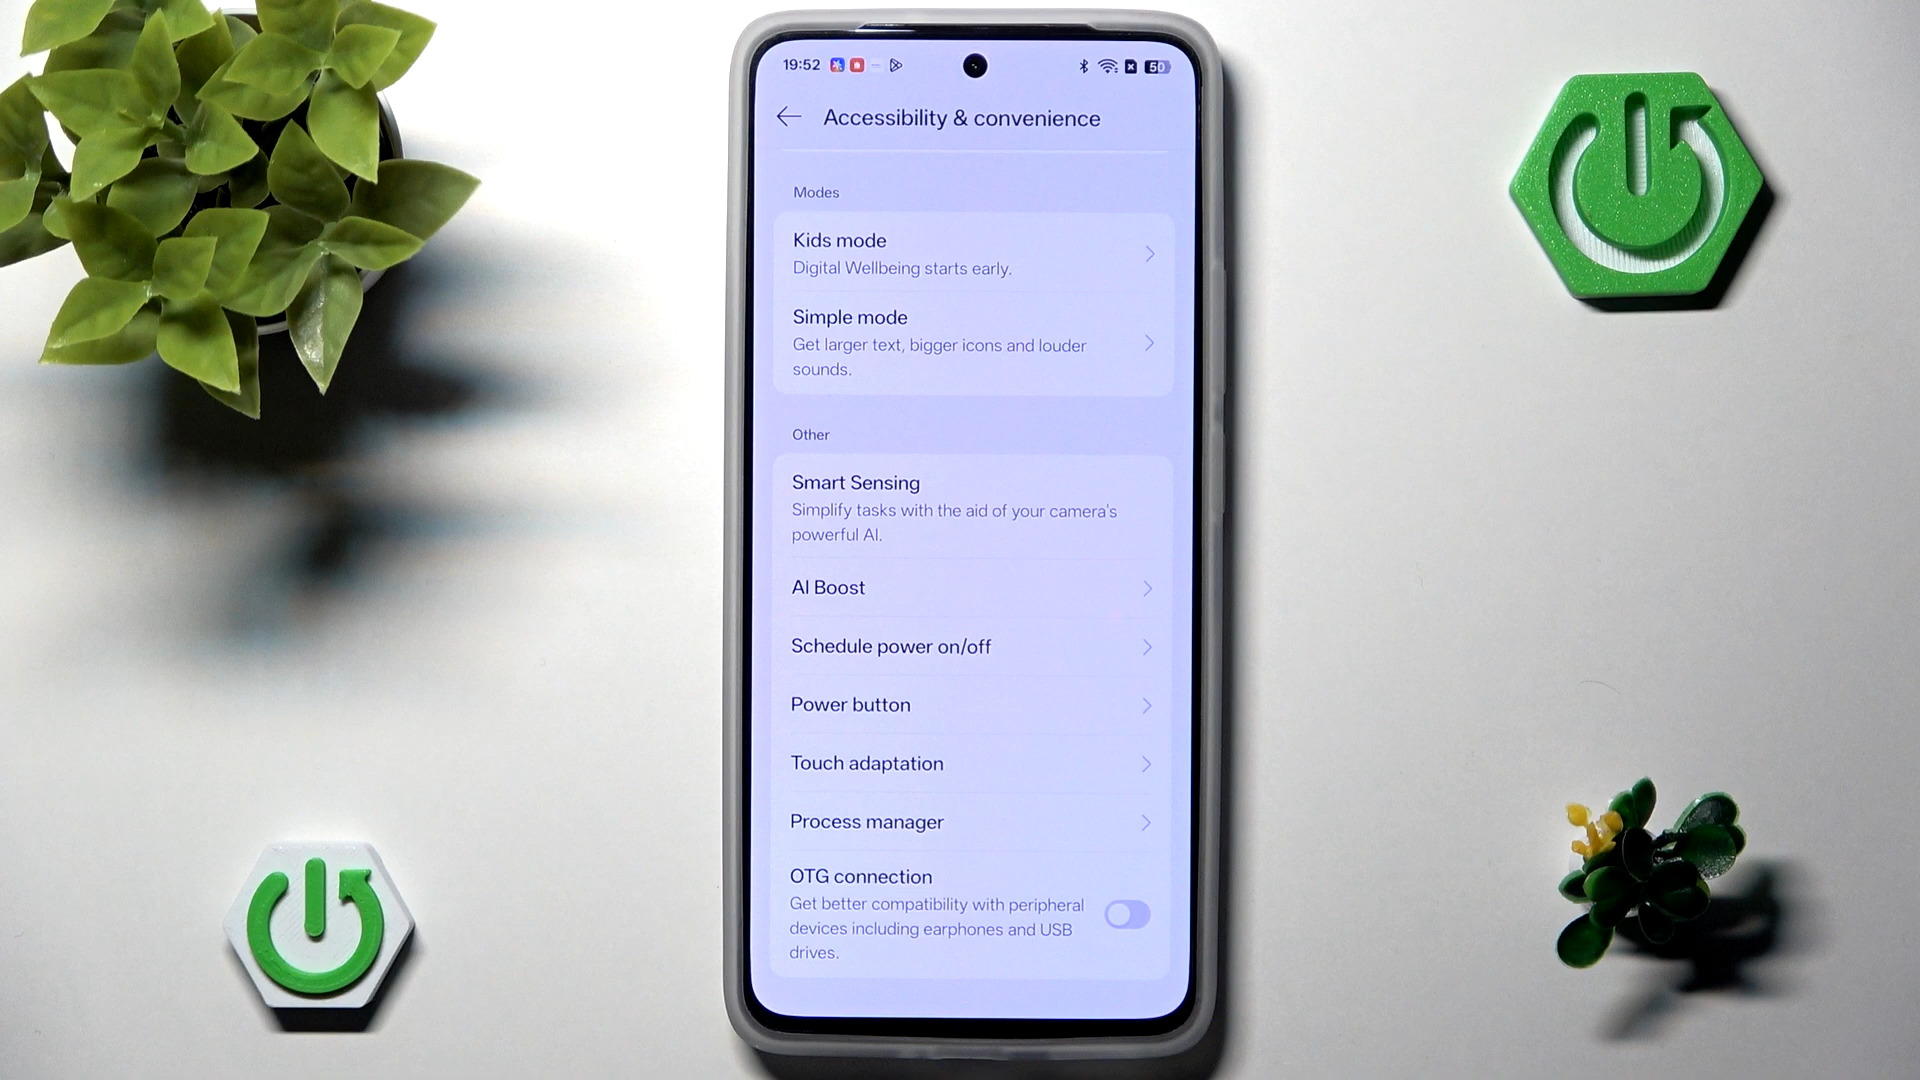 19:52
50
Accessibility & convenience
Modes
Kids mode
Digital Wellbeing starts early.
Simple mode
Get larger text, bigger icons and louder
sounds.
Other
Smart Sensing
Simplify tasks with the aid of your camera's
powerful AI.
AI Boost
Schedule power on/off
Power button
Touch adaptation
Process manager
OTG connection
Get better compatibility with peripheral
devices including earphones and USB
drives.